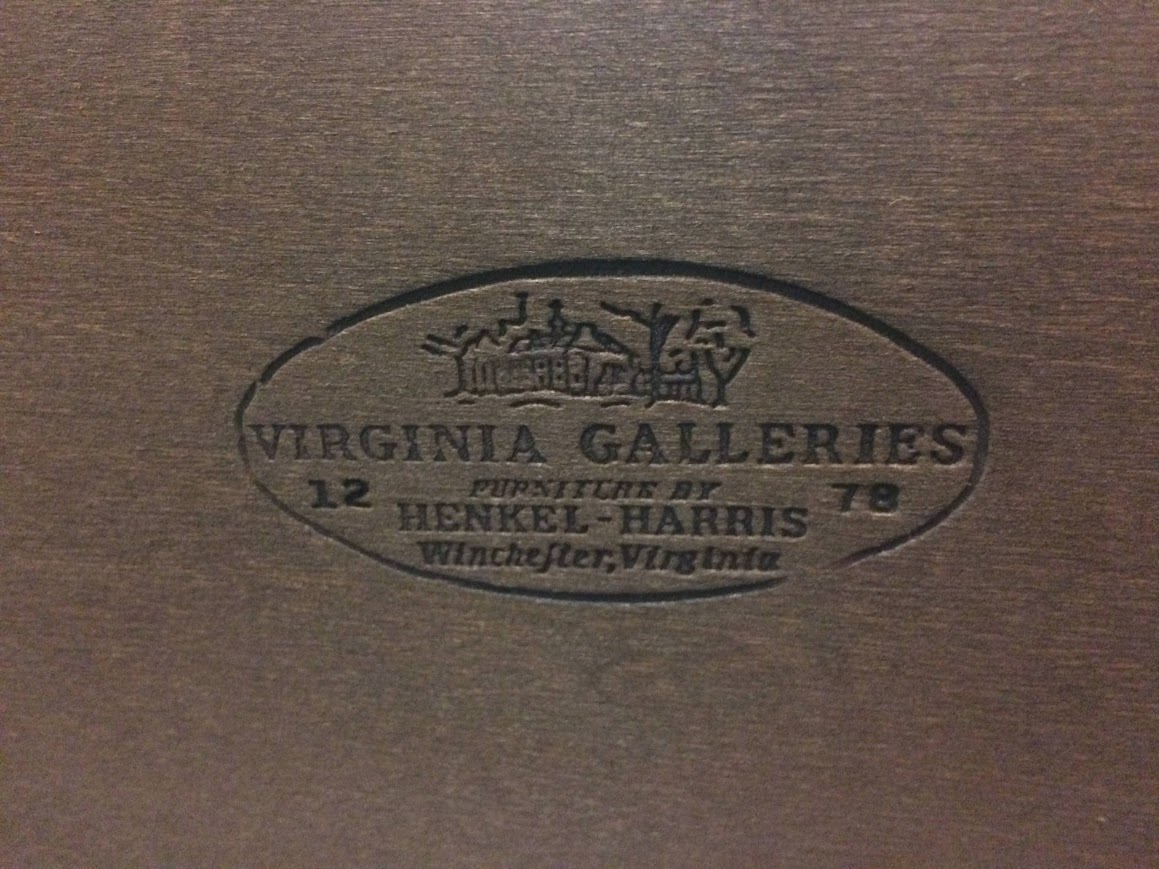 VIRGINIA GALLERIES
12 FURNITURE BY 78
HENKEL-HARRIS
Wincheſter, Virginia